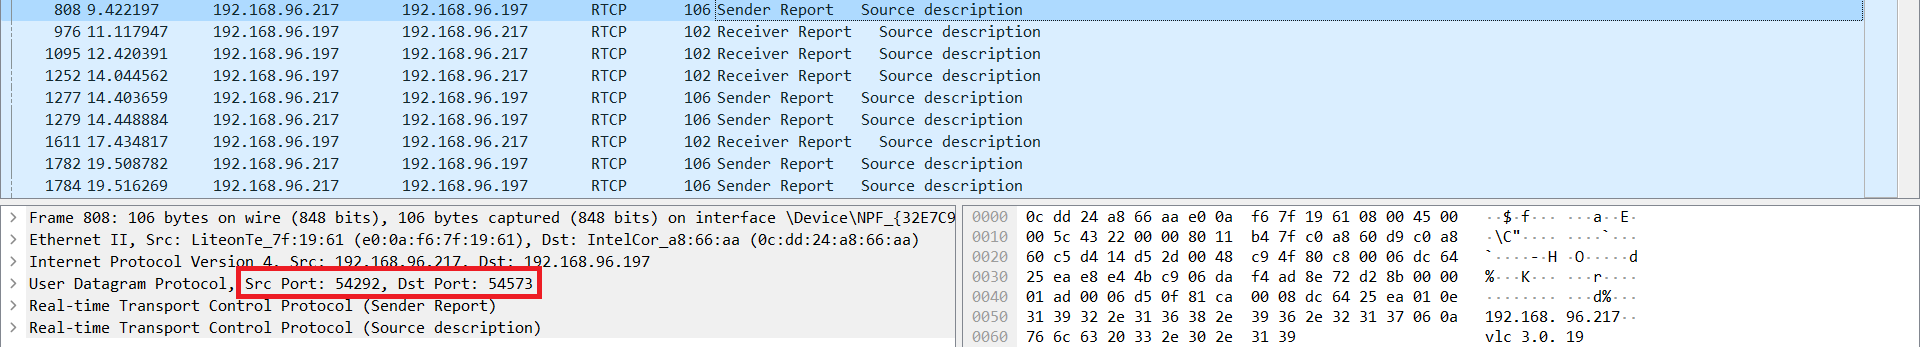 808 9.422197 192.168.96.217 192.168.96.197 RTCP 106 Sender Report Source description
976 11.117947 192.168.96.197 192.168.96.217 RTCP 102 Receiver Report Source description
1095 12.420391 192.168.96.197 192.168.96.217 RTCP 102 Receiver Report Source description
1252 14.044562 192.168.96.197 192.168.96.217 RTCP 102 Receiver Report Source description
1277 14.403659 192.168.96.217 192.168.96.197 RTCP 106 Sender Report Source description
1279 14.448884 192.168.96.217 192.168.96.197 RTCP 106 Sender Report Source description
1611 17.434817 192.168.96.197 192.168.96.217 RTCP 102 Receiver Report Source description
1782 19.508782 192.168.96.217 192.168.96.197 RTCP 106 Sender Report Source description
1784 19.516269 192.168.96.217 192.168.96.197 RTCP 106 Sender Report Source description
Frame 808: 106 bytes on wire (848 bits), 106 bytes captured (848 bits) on interface \Device\NPF_{32E7C9
Ethernet II, Src: LiteonTe_7f:19:61 (e0:0a:f6:7f:19:61), Dst: IntelCor_a8:66:aa (0c:dd:24:a8:66:aa)
Internet Protocol Version 4, Src: 192.168.96.217, Dst: 192.168.96.197
User Datagram Protocol, Src Port: 54292, Dst Port: 54573
Real-time Transport Control Protocol (Sender Report)
Real-time Transport Control Protocol (Source description)
0000 0c dd 24 a8 66 aa e0 0a f6 7f 19 61 08 00 45 00 ··$·f··· ···a··E·
0010 00 5c 43 22 00 00 80 11 b4 7f c0 a8 60 d9 c0 a8 ·\C"···· ····`···
0020 60 c5 d4 14 d5 2d 00 48 c9 4f 80 c8 00 06 dc 64 `····-·H ·O·····d
0030 25 ea e8 e4 4b c9 06 da f4 ad 8e 72 d2 8b 00 00 %···K··· ···r····
0040 01 ad 00 06 d5 0f 81 ca 00 08 dc 64 25 ea 01 0e ········ ···d%···
0050 31 39 32 2e 31 36 38 2e 39 36 2e 32 31 37 06 0a 192.168. 96.217··
0060 76 6c 63 20 33 2e 30 2e 31 39 vlc 3.0. 19